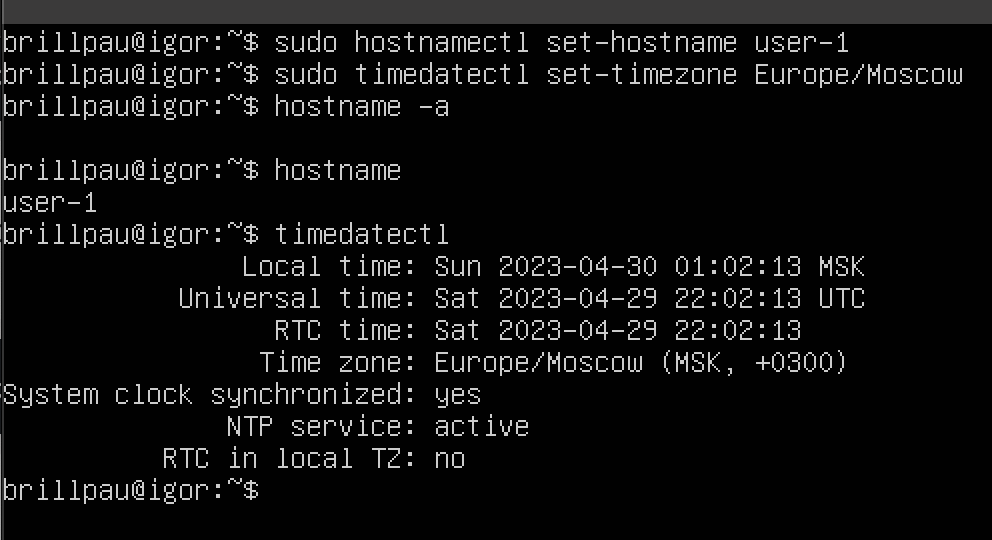 brillpau@igor:~$ sudo hostnamectl set-hostname user-1
brillpau@igor:~$ sudo timedatectl set-timezone Europe/Moscow
brillpau@igor:~$ hostname -a
brillpau@igor:~$ hostname
user-1
brillpau@igor:~$ timedatectl
Local time: Sun 2023-04-30 01:02:13 MSK
Universal time: Sat 2023-04-29 22:02:13 UTC
RTC time: Sat 2023-04-29 22:02:13
Time zone: Europe/Moscow (MSK, +0300)
System clock synchronized: yes
NTP service: active
RTC in local TZ: no
brillpau@igor:~$